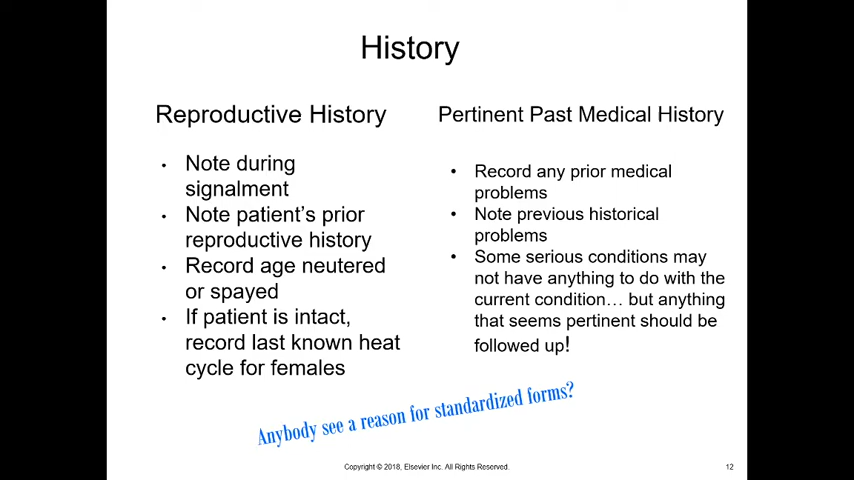 History
Reproductive History
• Note during
signalment
• Note patient's prior
reproductive history
• Record age neutered
or spayed
• If patient is intact,
record last known heat
cycle for females
Pertinent Past Medical History
• Record any prior medical
problems
• Note previous historical
problems
• Some serious conditions may
not have anything to do with the
current condition… but anything
that seems pertinent should be
followed up!
Anybody see a reason for standardized forms?
Copyright © 2018, Elsevier Inc. All Rights Reserved.
12